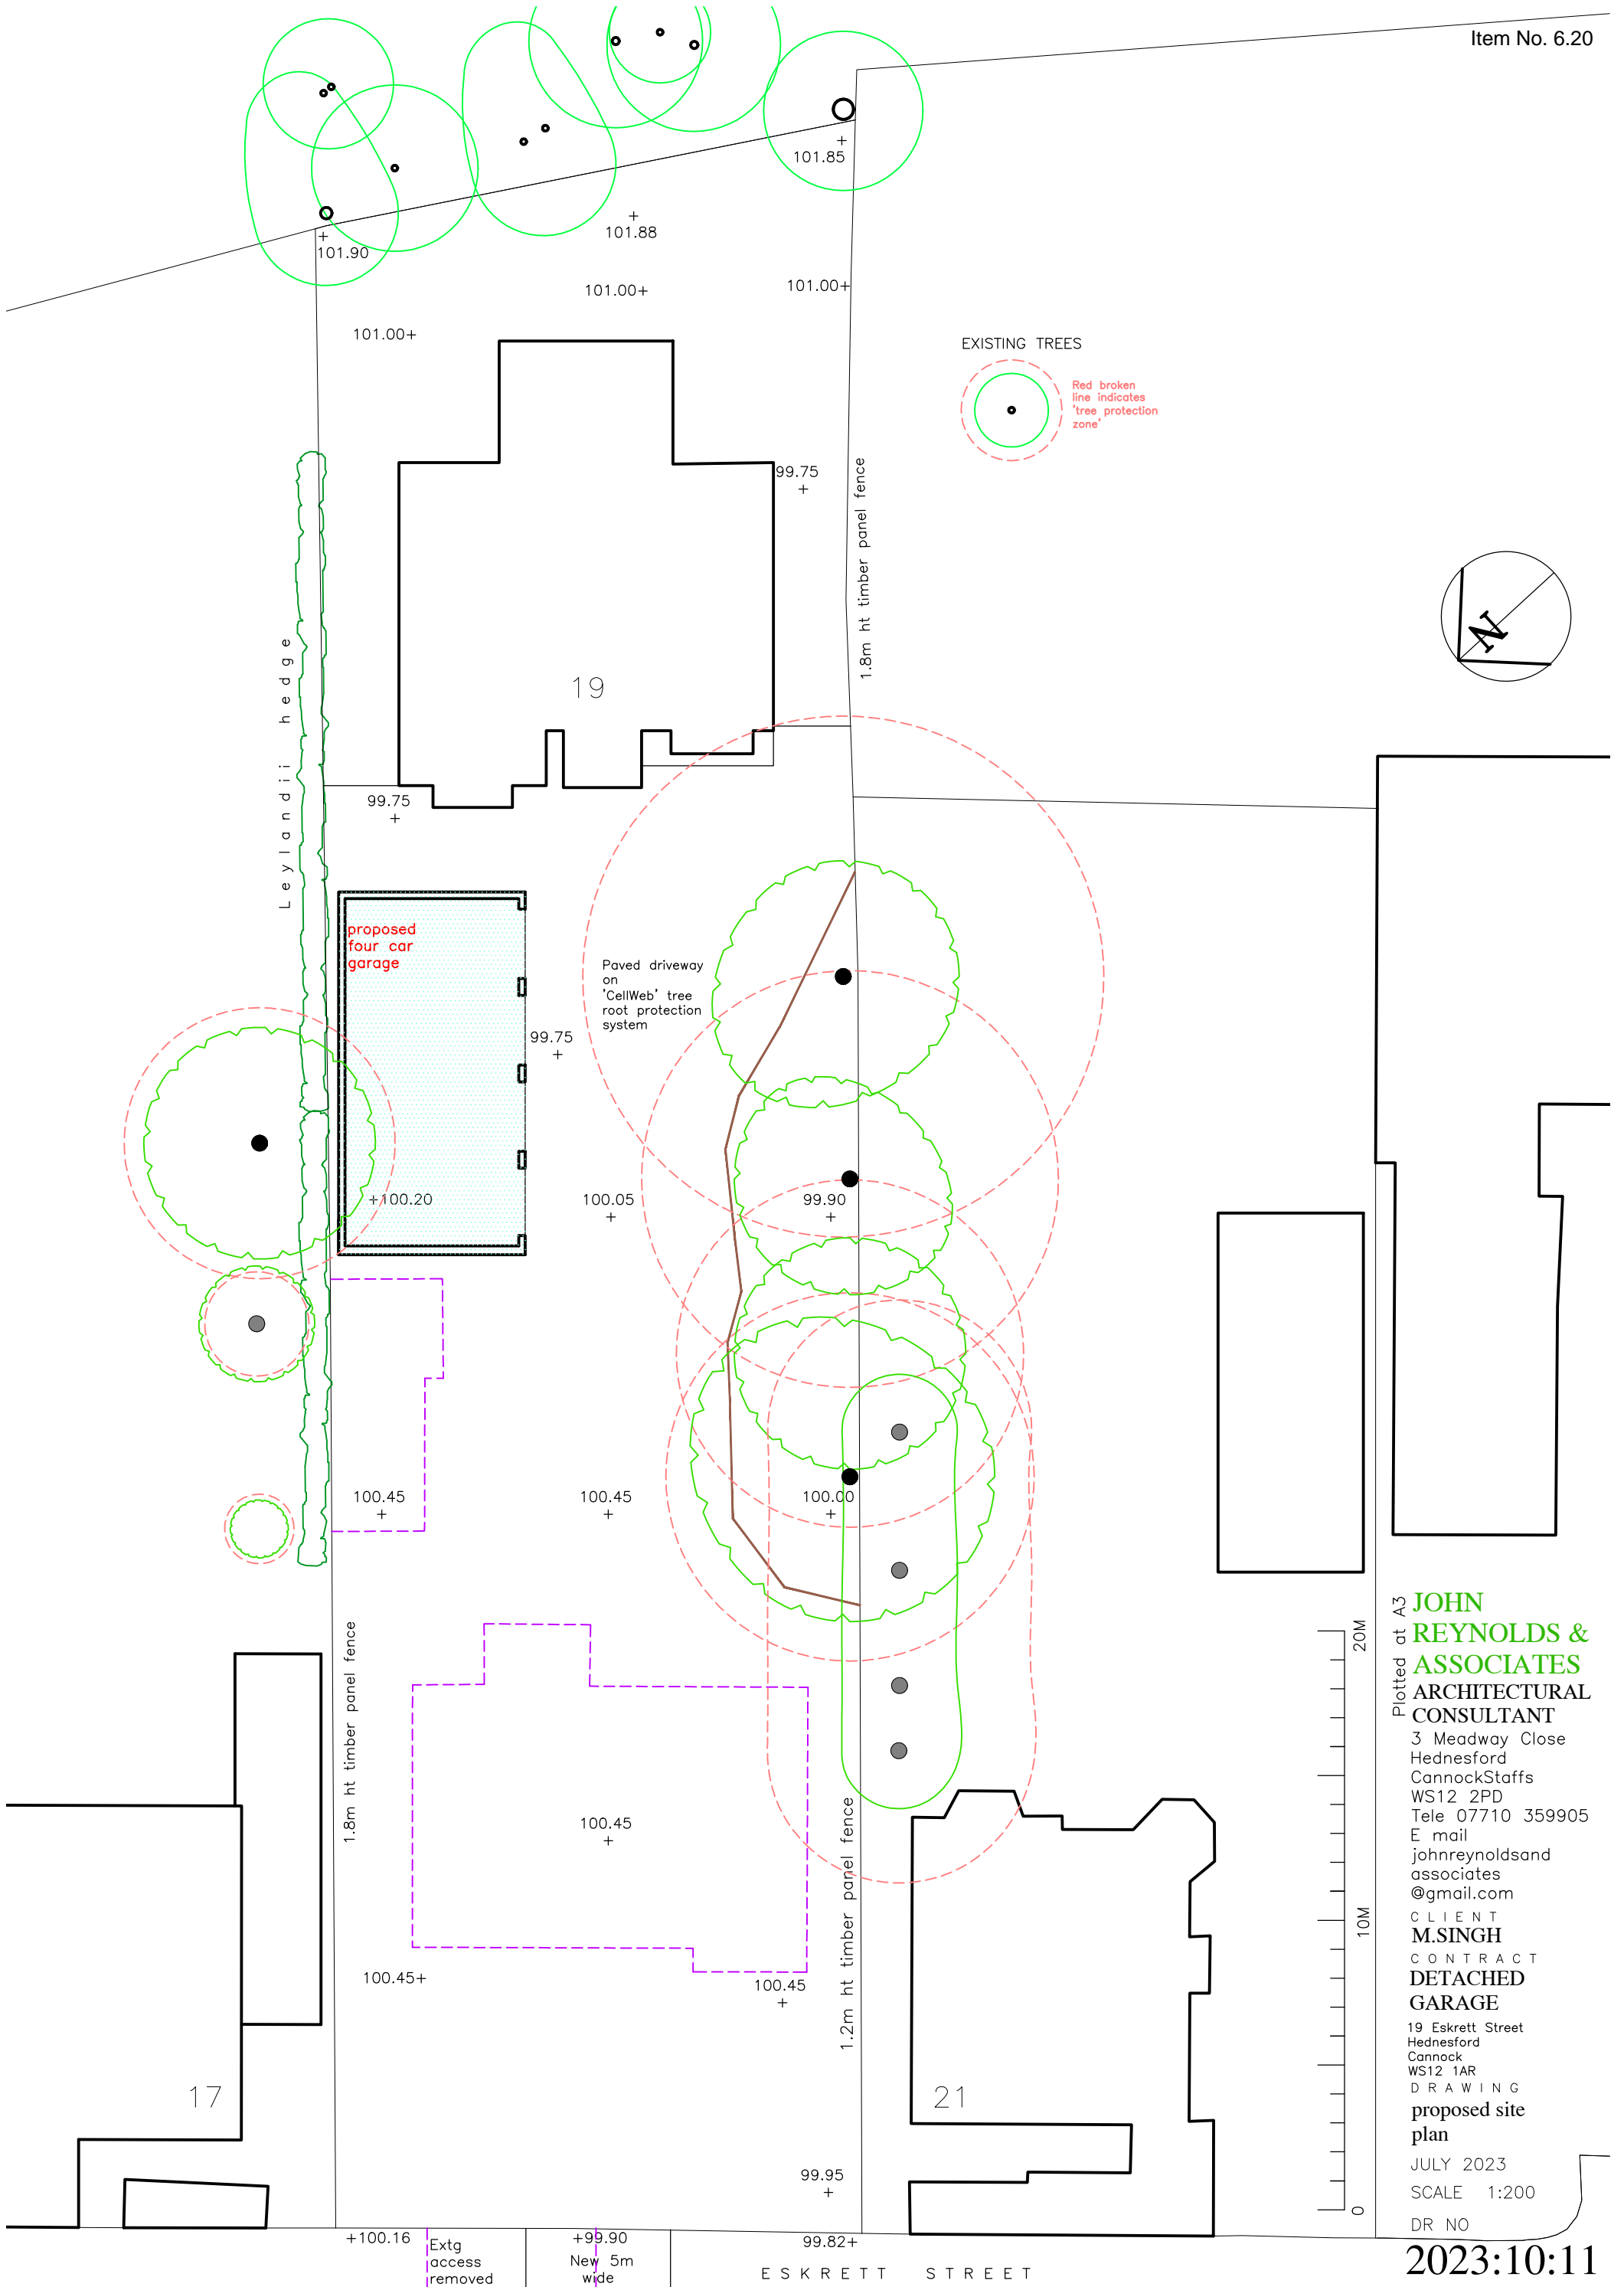 Item No. 6.20
101.85
101.88
101.90
101.00+
101.00+
101.00+
EXISTING TREES
Red broken
line indicates
'tree protection
zone'
99.75
1.8m ht timber panel fence
N
Leylandii hedge
19
99.75
proposed
four car
garage
Paved driveway
on
'CellWeb' tree
root protection
system
99.75
+100.20
100.05
99.90
100.45
100.45
100.00
1.8m ht timber panel fence
100.45
1.2m ht timber panel fence
100.45+
100.45
17
21
99.95
+100.16
+99.90
99.82+
Extg
access
removed
New 5m
wide
ESKRETT STREET
20M
10M
0
Plotted at A3
JOHN
REYNOLDS &
ASSOCIATES
ARCHITECTURAL
CONSULTANT
3 Meadway Close
Hednesford
CannockStaffs
WS12 2PD
Tele 07710 359905
E mail
johnreynoldsand
associates
@gmail.com
CLIENT
M.SINGH
CONTRACT
DETACHED
GARAGE
19 Eskrett Street
Hednesford
Cannock
WS12 1AR
DRAWING
proposed site
plan
JULY 2023
SCALE 1:200
DR NO
2023:10:11